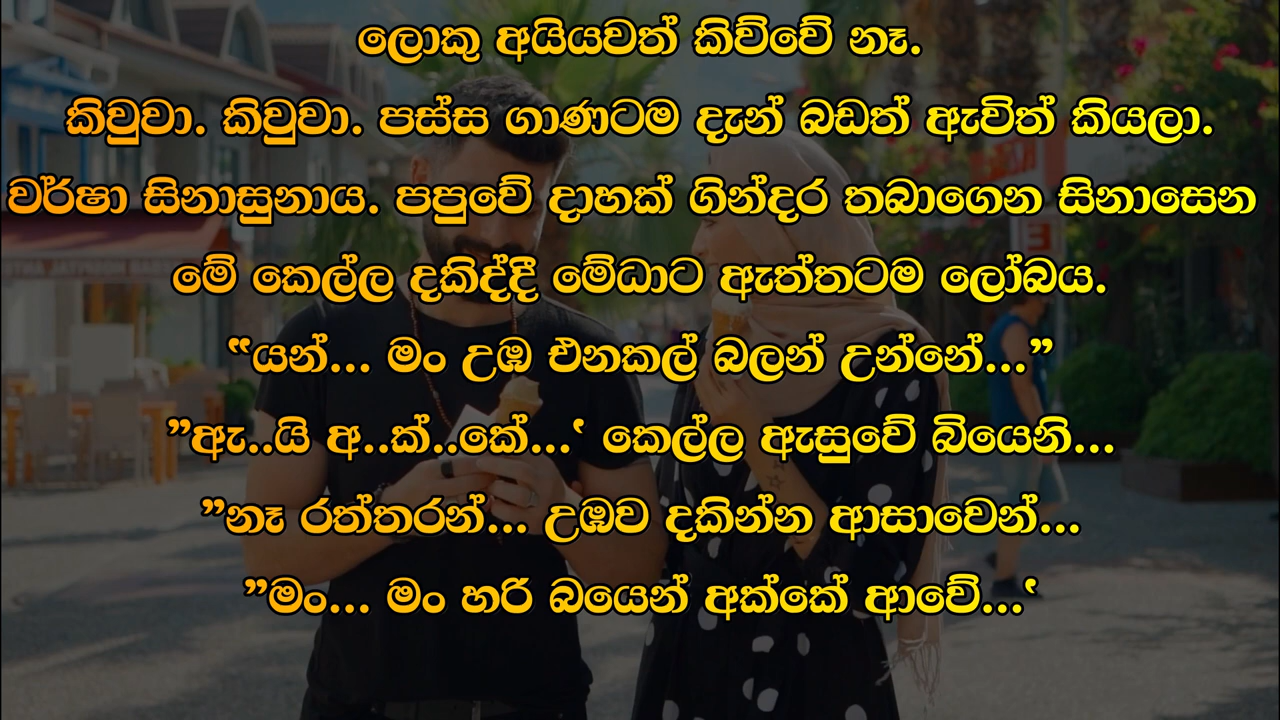 ලොකු අයියවත් කිව්වේ නෑ.
කිවුවා. කිවුවා. පස්ස ගාණටම දැන් බඩත් ඇවිත් කියලා.
වර්ෂා සිනාසුනාය. පපුවේ දාහක් ගින්දර තබාගෙන සිනාසෙන
මේ කෙල්ල දකිද්දී මේධාට ඇත්තටම ලෝබය.
“යන්... මං උඹ එනකල් බලන් උන්නේ...”
”ඇ..යි අ..ක්..කේ...‛ කෙල්ල ඇසුවේ බියෙනි...
”නෑ රත්තරන්... උඹව දකින්න ආසාවෙන්...
”මං... මං හරි බයෙන් අක්කේ ආවේ...‛